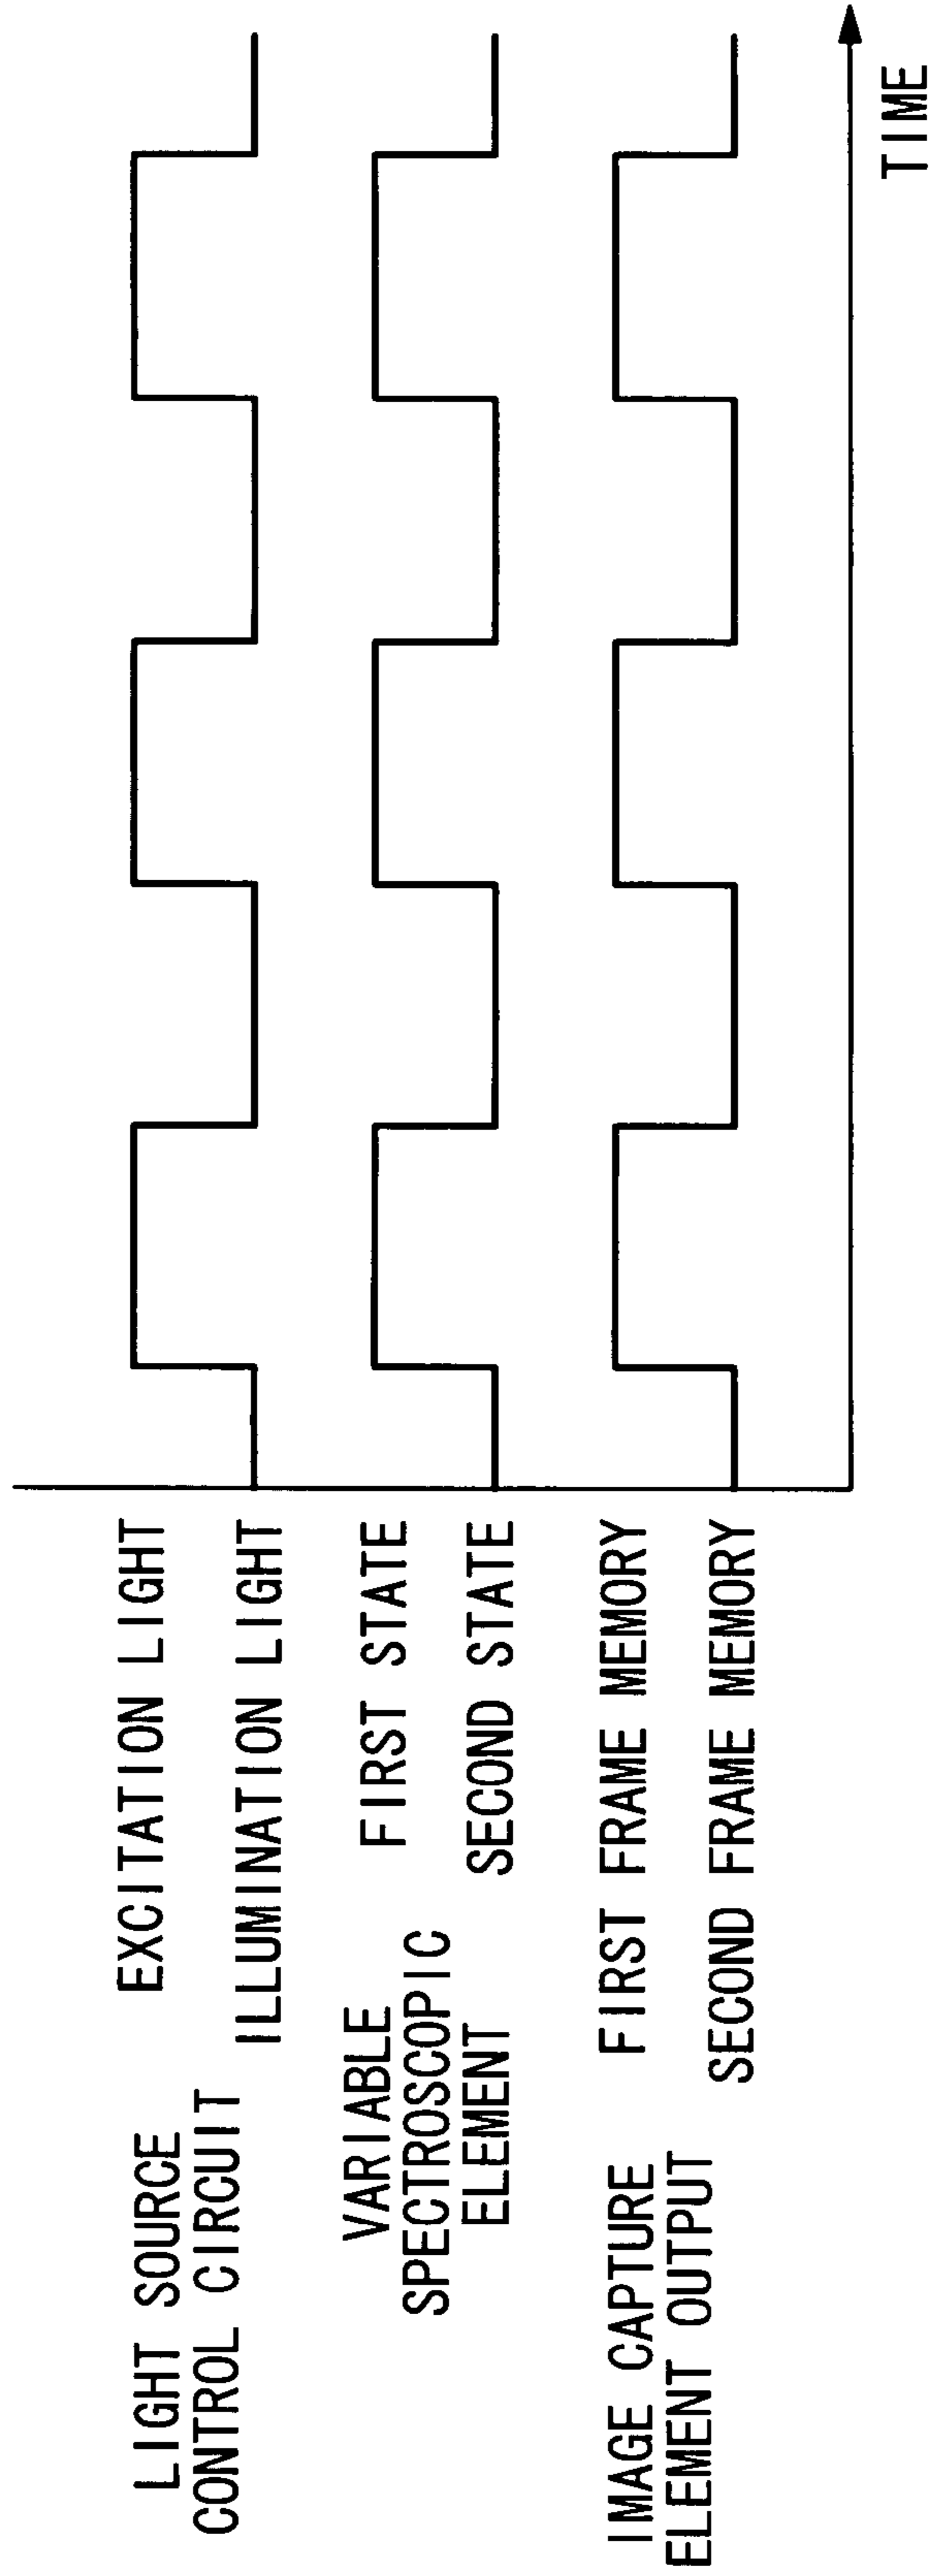 LIGHT SOURCE
CONTROL CIRCUIT
EXCITATION LIGHT
ILLUMINATION LIGHT
VARIABLE
SPECTROSCOPIC
ELEMENT
FIRST STATE
SECOND STATE
IMAGE CAPTURE
ELEMENT OUTPUT
FIRST FRAME MEMORY
SECOND FRAME MEMORY
TIME